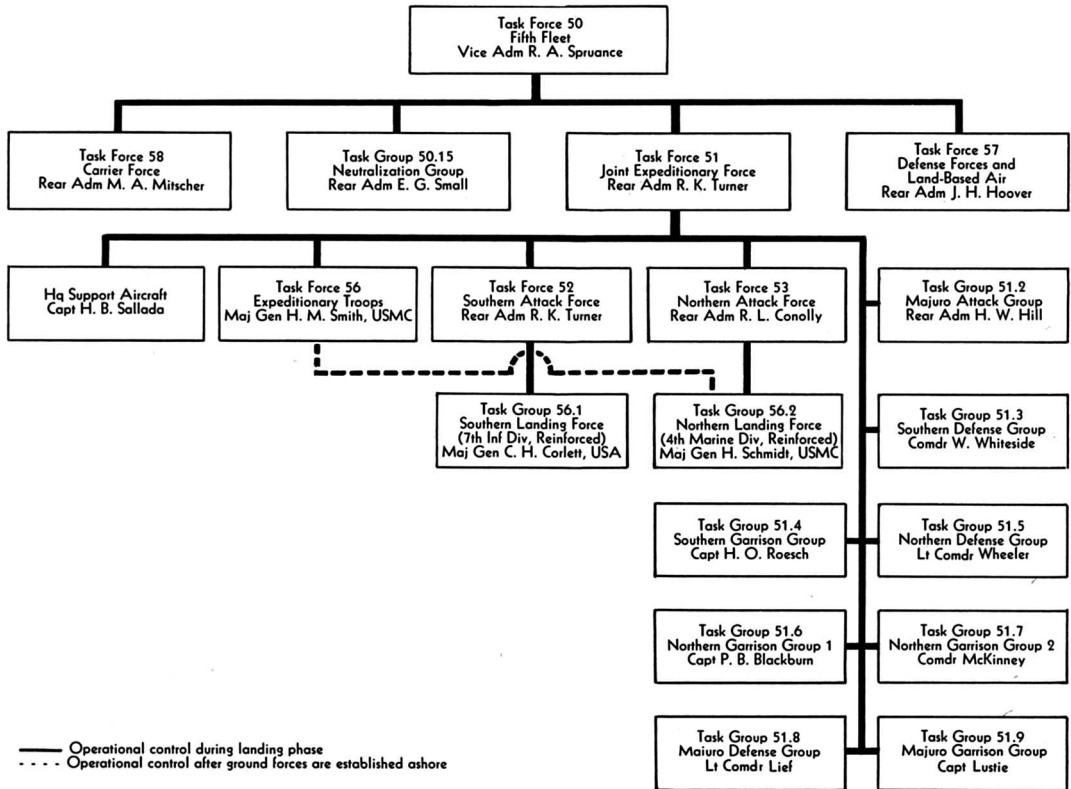 Task Force 50
Fifth Fleet
Vice Adm R. A. Spruance
Task Force 58
Carrier Force
Rear Adm M. A. Mitscher
Task Group 50.15
Neutralization Group
Rear Adm E. G. Small
Task Force 51
Joint Expeditionary Force
Rear Adm R. K. Turner
Task Force 57
Defense Forces and
Land-Based Air
Rear Adm J. H. Hoover
Hq Support Aircraft
Capt H. B. Sallada
Task Force 56
Expeditionary Troops
Maj Gen H. M. Smith, USMC
Task Force 52
Southern Attack Force
Rear Adm R. K. Turner
Task Force 53
Northern Attack Force
Rear Adm R. L. Conolly
Task Group 51.2
Majuro Attack Group
Rear Adm H. W. Hill
Task Group 56.1
Southern Landing Force
(7th Inf Div, Reinforced)
Maj Gen C. H. Corlett, USA
Task Group 56.2
Northern Landing Force
(4th Marine Div, Reinforced)
Maj Gen H. Schmidt, USMC
Task Group 51.3
Southern Defense Group
Comdr W. Whiteside
Task Group 51.4
Southern Garrison Group
Capt H. O. Roesch
Task Group 51.5
Northern Defense Group
Lt Comdr Wheeler
Task Group 51.6
Northern Garrison Group 1
Capt P. B. Blackburn
Task Group 51.7
Northern Garrison Group 2
Comdr McKinney
Task Group 51.8
Maiuro Defense Group
Lt Comdr Lief
Task Group 51.9
Majuro Garrison Group
Capt Lustie
Operational control during landing phase
Operational control after ground forces are established ashore